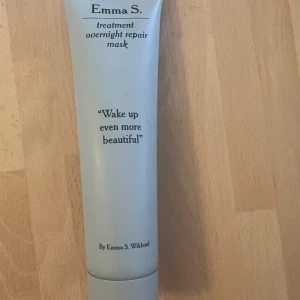 Emma S.
treatment
overnight repair
mask
"Wake up
even more
beautiful"
By Emma S. Wiklund